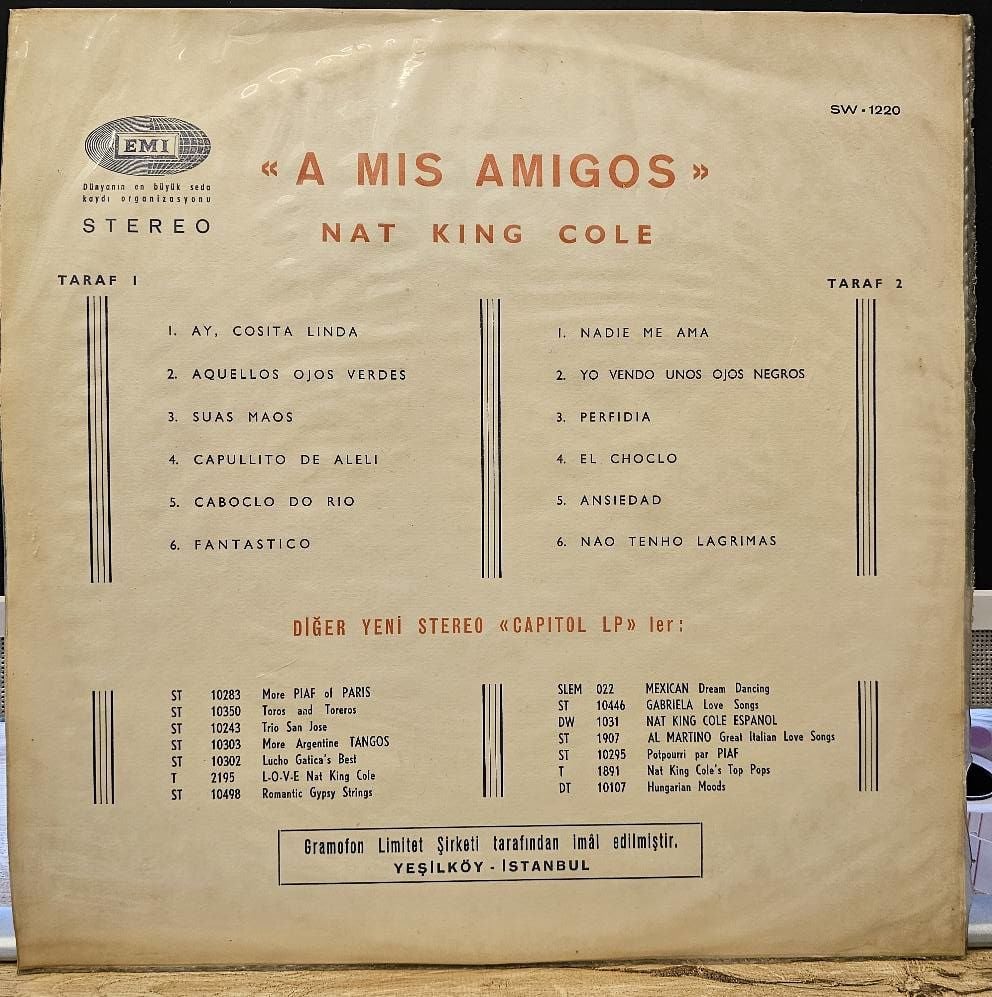 SW - 1220
EMI
Dünyanın en büyük seda
kaydı organizasyonu
STEREO
« A MIS AMIGOS »
NAT KING COLE
TARAF 1
1. AY, COSITA LINDA
2. AQUELLOS OJOS VERDES
3. SUAS MAOS
4. CAPULLITO DE ALELI
5. CABOCLO DO RIO
6. FANTASTICO
TARAF 2
1. NADIE ME AMA
2. YO VENDO UNOS OJOS NEGROS
3. PERFIDIA
4. EL CHOCLO
5. ANSIEDAD
6. NAO TENHO LAGRIMAS
DİĞER YENİ STEREO «CAPITOL LP» ler:
ST 10283 More PIAF of PARIS
ST 10350 Toros and Toreros
ST 10243 Trio San Jose
ST 10303 More Argentine TANGOS
ST 10302 Lucho Gatica's Best
T 2195 L-O-V-E Nat King Cole
ST 10498 Romantic Gypsy Strings
SLEM 022 MEXICAN Dream Dancing
ST 10446 GABRIELA Love Songs
DW 1031 NAT KING COLE ESPANOL
ST 1907 AL MARTINO Great Italian Love Songs
ST 10295 Potpourri par PIAF
T 1891 Nat King Cole's Top Pops
DT 10107 Hungarian Moods
Gramofon Limitet Şirketi tarafından imâl edilmiştir.
YEŞİLKÖY - İSTANBUL